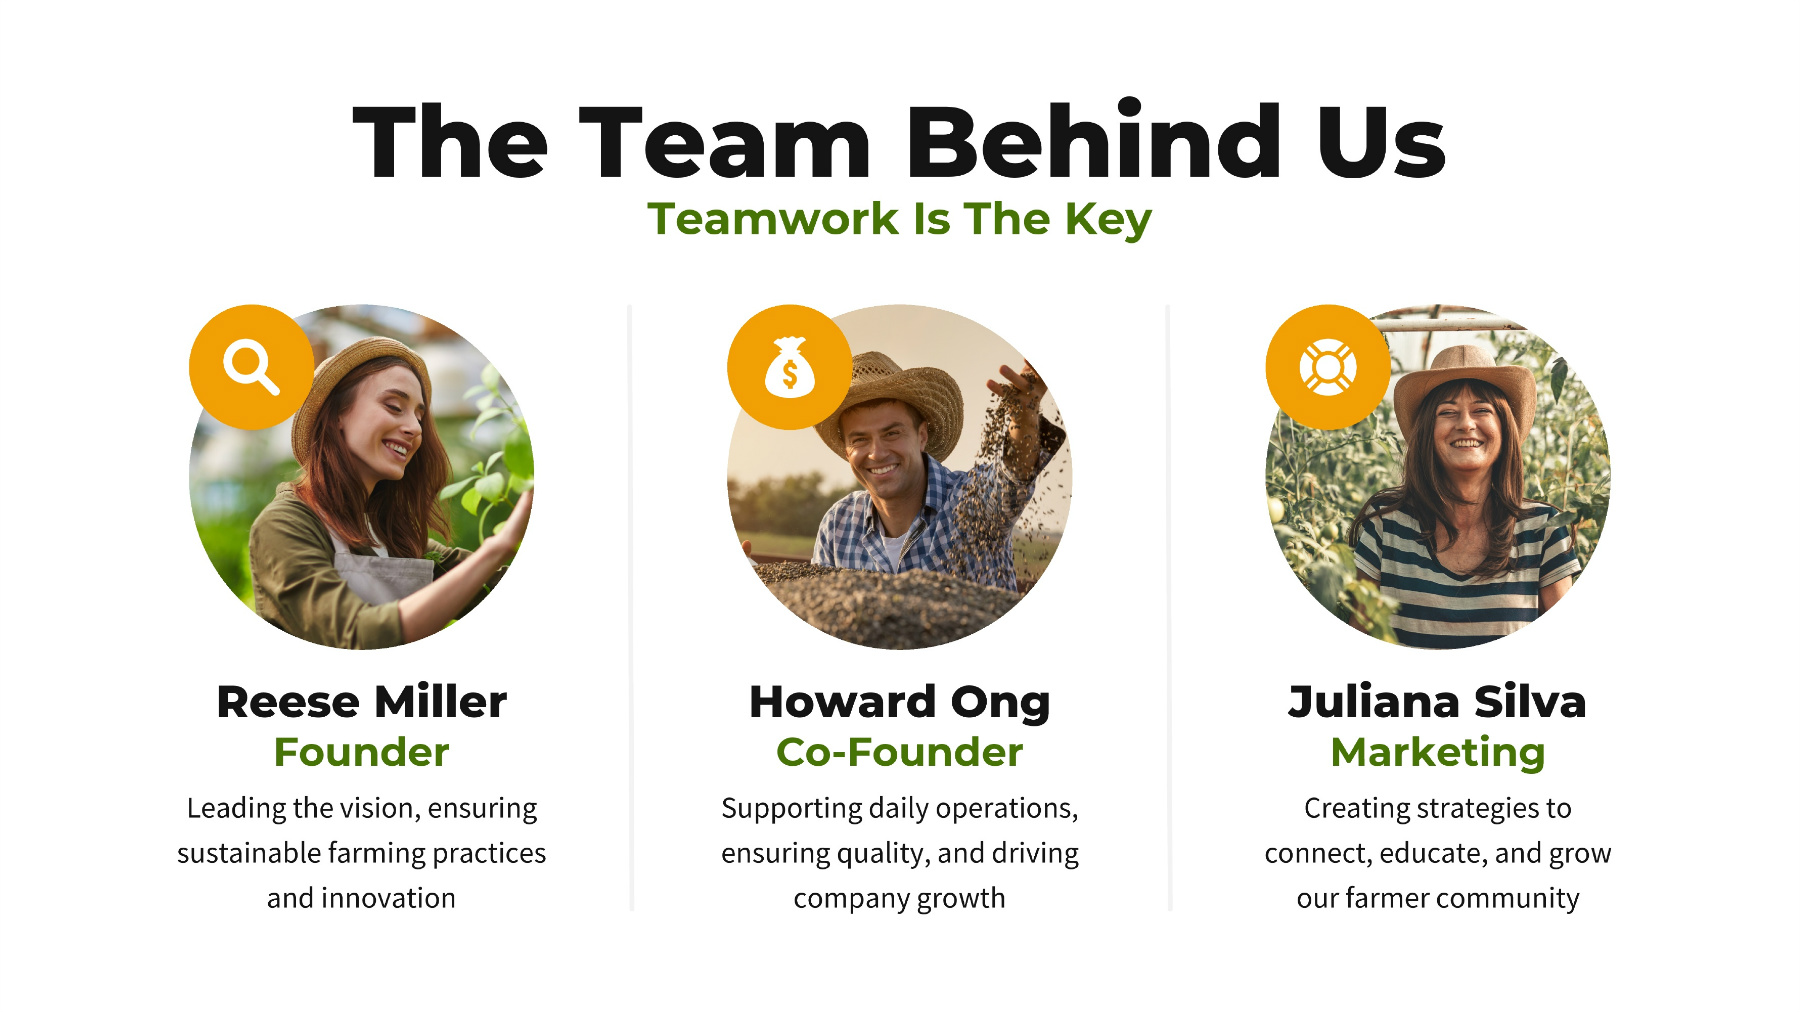 The Team Behind Us
Teamwork Is The Key
$
Reese Miller
Founder
Leading the vision, ensuring
sustainable farming practices
and innovation
Howard Ong
Co-Founder
Supporting daily operations,
ensuring quality, and driving
company growth
Juliana Silva
Marketing
Creating strategies to
connect, educate, and grow
our farmer community